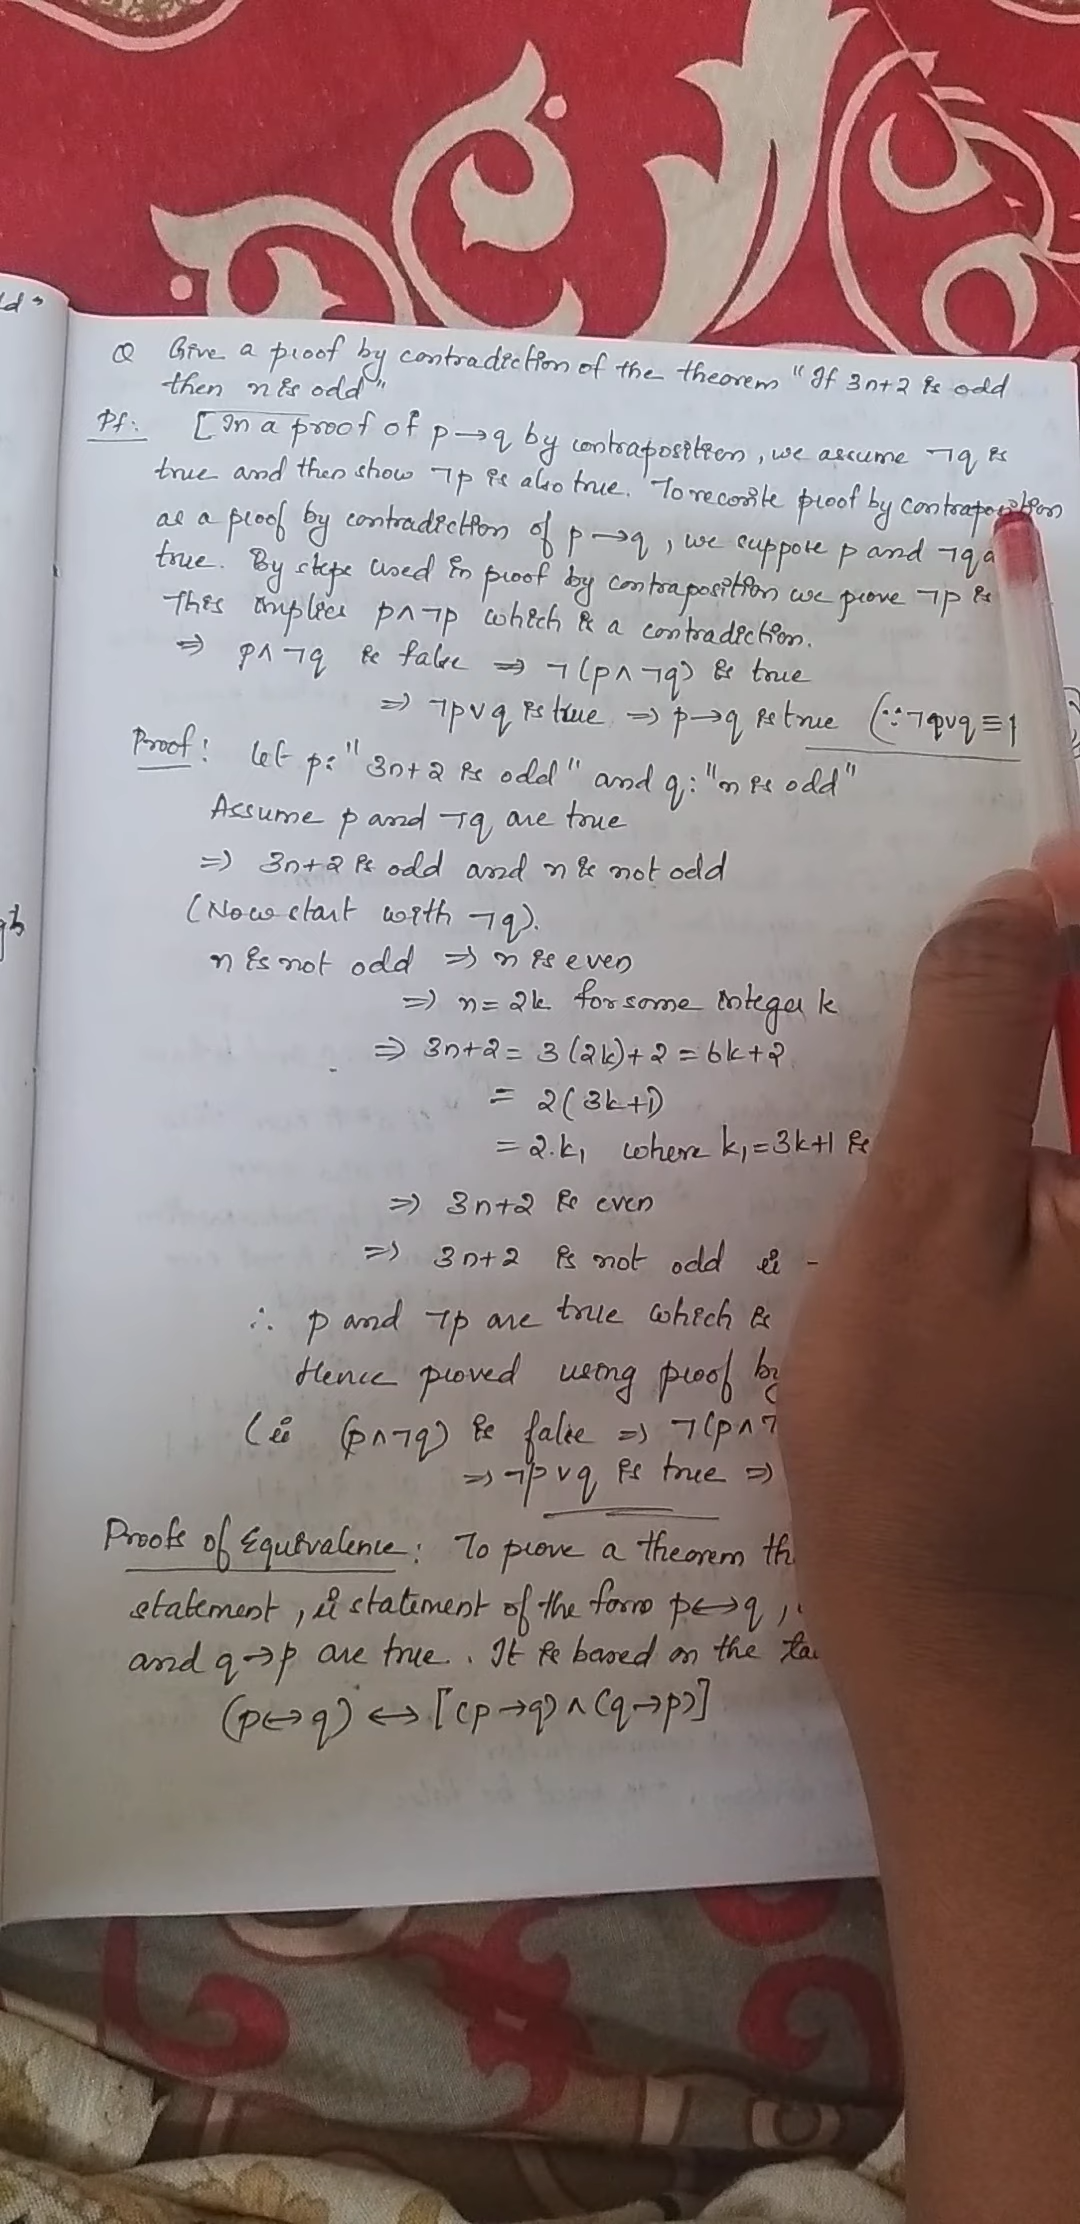 ld"
Q Give a proof by contradiction of the theorem "If 3n+2 is odd
then n is odd"
Pf: [In a proof of p→q by contraposition, we assume ¬q is
true and then show ¬p is also true. To rewrite proof by contraposition
as a proof by contradiction of p→q, we suppose p and ¬q a
true. By steps used in proof by contraposition we prove ¬p is
This implies p∧¬p which is a contradiction.
⇒ p∧¬q is false ⇒ ¬(p∧¬q) is true
⇒ ¬p∨q is true ⇒ p→q is true (∵¬p∨q ≡
Proof: Let p: "3n+2 is odd" and q: "n is odd"
Assume p and ¬q are true
⇒ 3n+2 is odd and n is not odd
(Now start with ¬q).
n is not odd ⇒ n is even
⇒ n = 2k for some integer k
⇒ 3n+2 = 3(2k)+2 = 6k+2
= 2(3k+1)
= 2.k₁ where k₁=3k+1 is
⇒ 3n+2 is even
⇒ 3n+2 is not odd ie
∴ p and ¬p are true which is
Hence proved using proof by
(ie (p∧¬q) is false ⇒ ¬(p∧¬
⇒ ¬p∨q is true ⇒
Proofs of Equivalence: To prove a theorem th
statement, ie statement of the form p↔q,
and q→p are true. It is based on the tau
(p↔q) ↔ [(p→q)∧(q→p)]